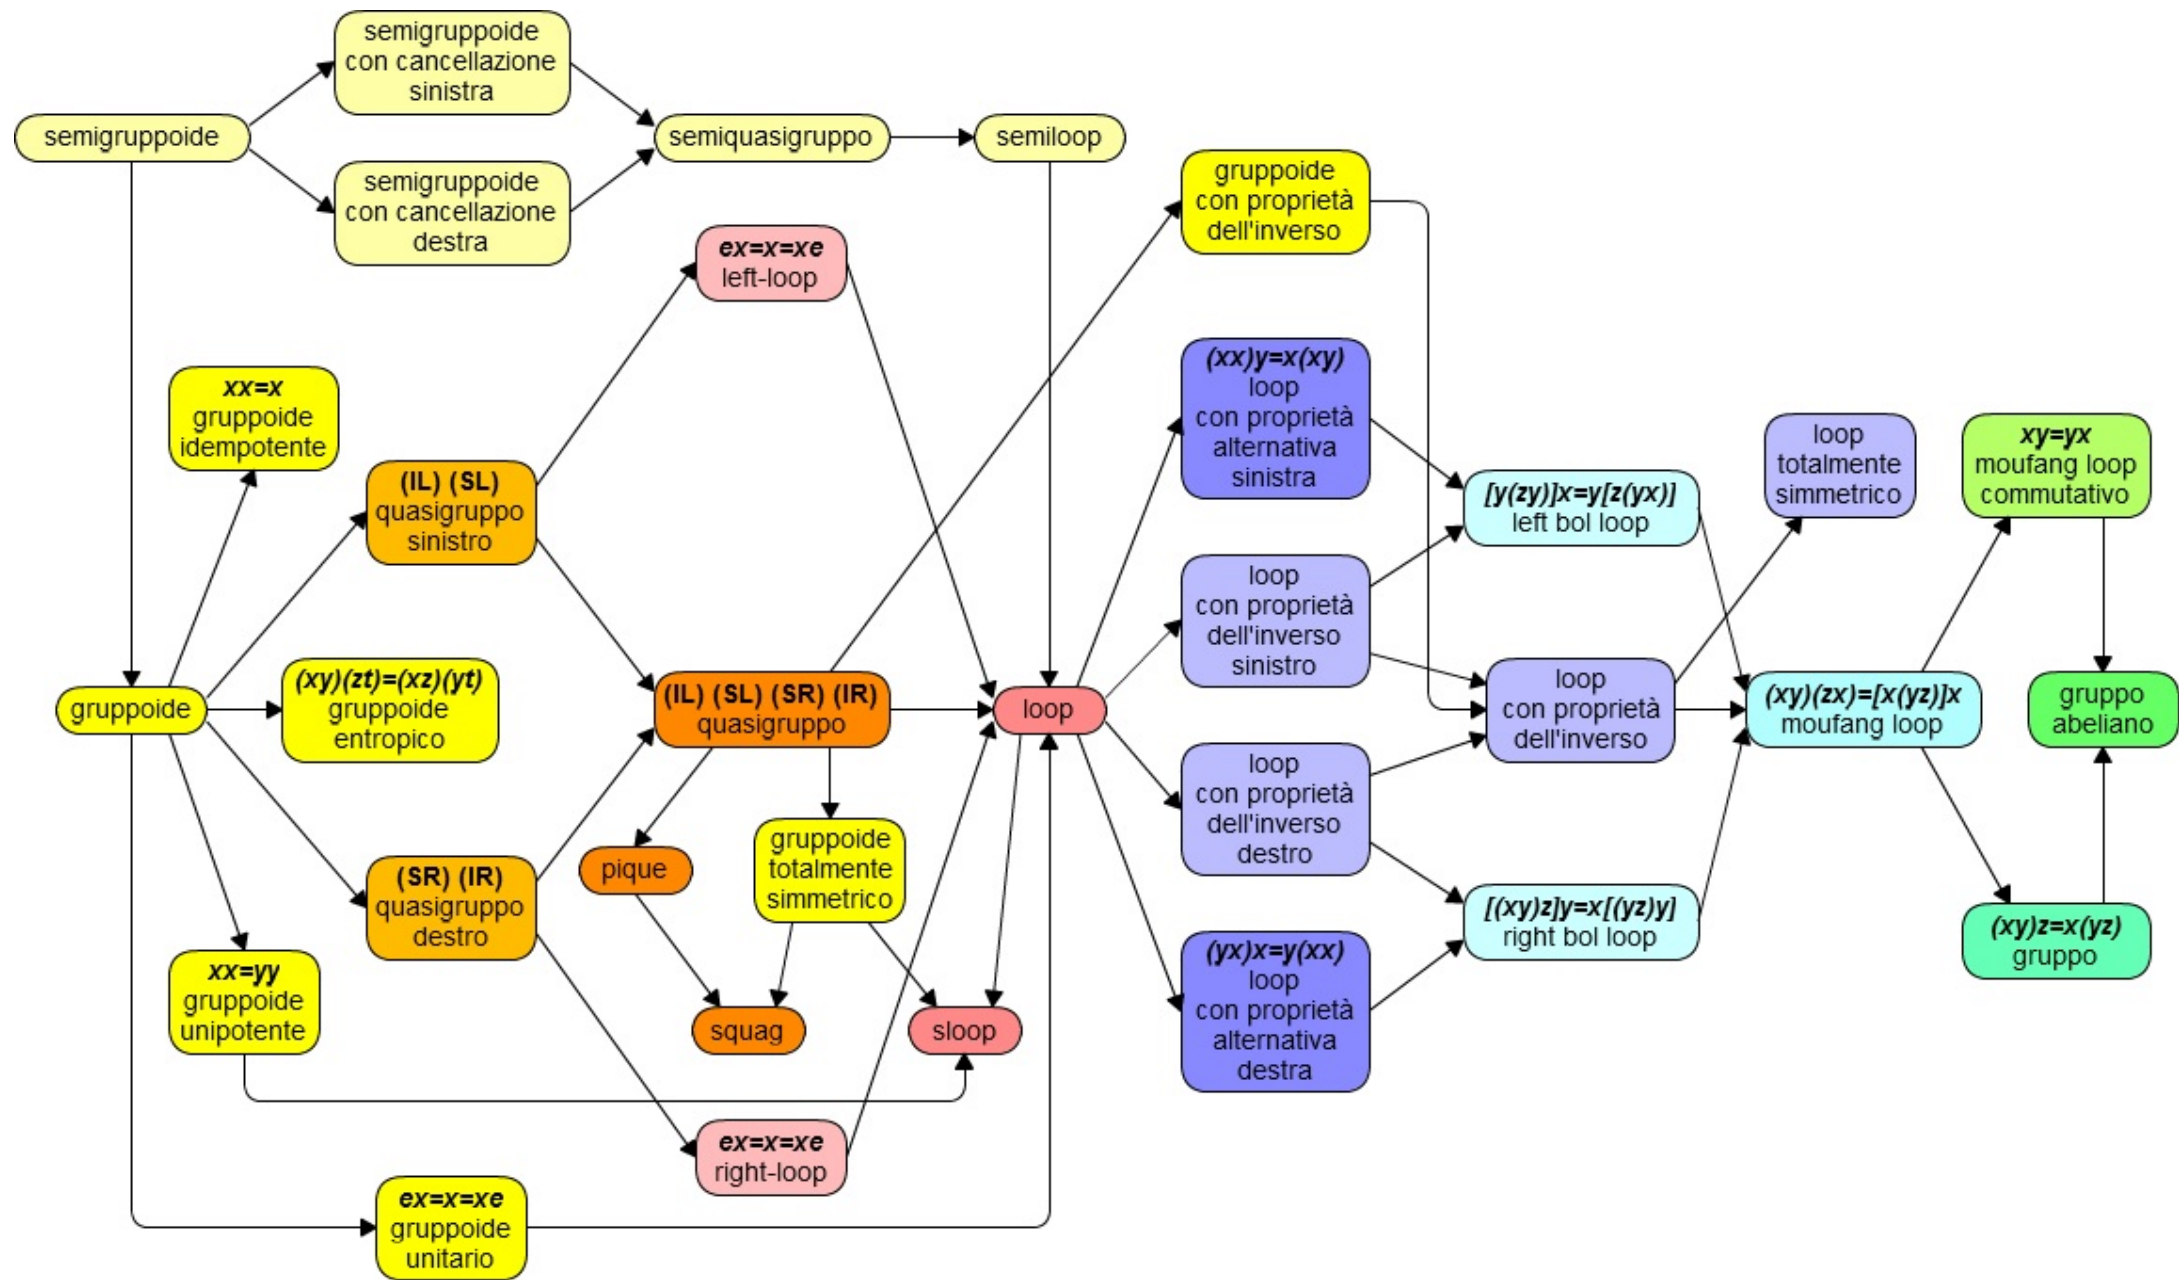 semigruppoide
con cancellazione
sinistra
semigruppoide
semiquasigruppo
semiloop
semigruppoide
con cancellazione
destra
gruppoide
con proprietà
dell'inverso
ex=x=xe
left-loop
xx=x
gruppoide
idempotente
(IL) (SL)
quasigruppo
sinistro
(xx)y=x(xy)
loop
con proprietà
alternativa
sinistra
[y(zy)]x=y[z(yx)]
left bol loop
loop
totalmente
simmetrico
xy=yx
moufang loop
commutativo
loop
con proprietà
dell'inverso
sinistro
gruppoide
(xy)(zt)=(xz)(yt)
gruppoide
entropico
(IL) (SL) (SR) (IR)
quasigruppo
loop
loop
con proprietà
dell'inverso
(xy)(zx)=[x(yz)]x
moufang loop
gruppo
abeliano
loop
con proprietà
dell'inverso
destro
(SR) (IR)
quasigruppo
destro
pique
gruppoide
totalmente
simmetrico
[(xy)z]y=x[(yz)y]
right bol loop
(xy)z=x(yz)
gruppo
(yx)x=y(xx)
loop
con proprietà
alternativa
destra
xx=yy
gruppoide
unipotente
squag
sloop
ex=x=xe
right-loop
ex=x=xe
gruppoide
unitario